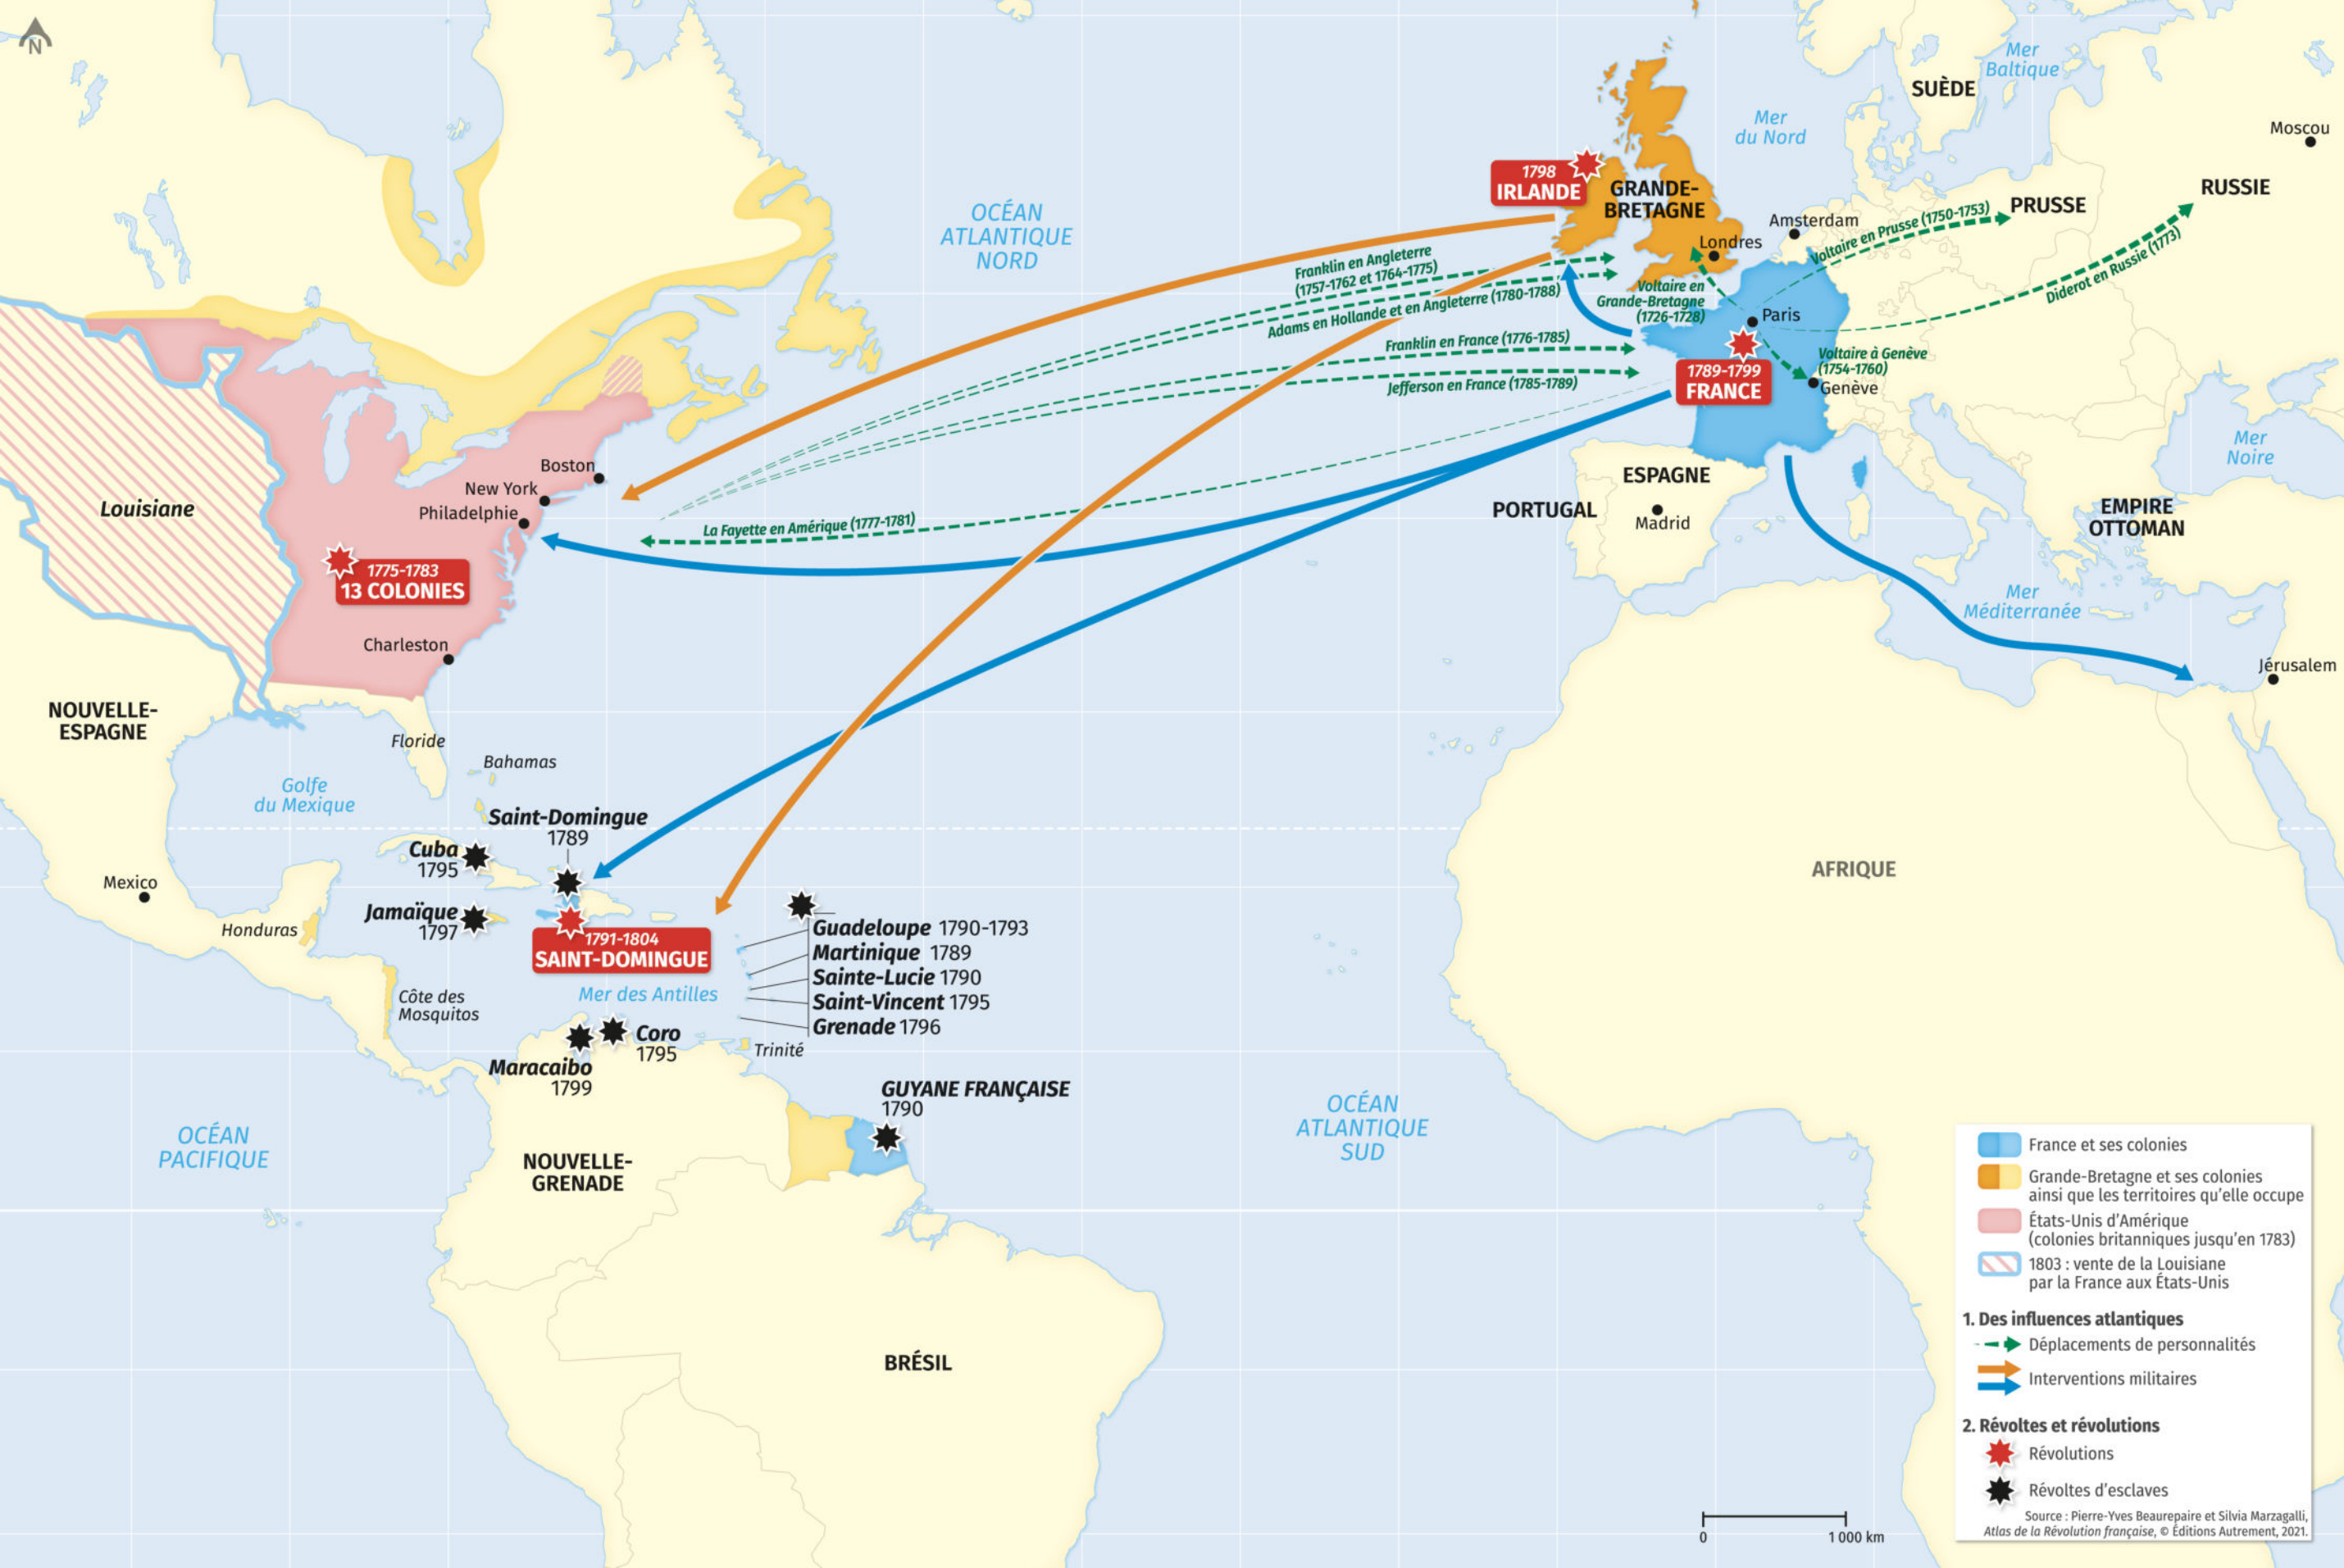 N
Mer
Baltique
SUÈDE
Moscou
Mer
du Nord
1798
IRLANDE
GRANDE-
BRETAGNE
RUSSIE
PRUSSE
Amsterdam
Londres
OCÉAN
ATLANTIQUE
NORD
Voltaire en Prusse (1750-1753)
Diderot en Russie (1773)
Franklin en Angleterre
(1757-1762 et 1764-1775)
Adams en Hollande et en Angleterre (1780-1788)
Voltaire en
Grande-Bretagne
(1726-1728)
Paris
Franklin en France (1776-1785)
Jefferson en France (1785-1789)
Voltaire à Genève
(1754-1760)
Genève
1789-1799
FRANCE
La Fayette en Amérique (1777-1781)
Boston
New York
Philadelphie
Louisiane
1775-1783
13 COLONIES
Charleston
ESPAGNE
PORTUGAL
Madrid
Mer
Noire
EMPIRE
OTTOMAN
Mer
Méditerranée
Jérusalem
NOUVELLE-
ESPAGNE
Floride
Bahamas
Golfe
du Mexique
Saint-Domingue
1789
Cuba
1795
Mexico
Jamaïque
1797
Honduras
1791-1804
SAINT-DOMINGUE
Guadeloupe 1790-1793
Martinique 1789
Sainte-Lucie 1790
Saint-Vincent 1795
Grenade 1796
Mer des Antilles
Côte des
Mosquitos
Coro
1795
Maracaibo
1799
Trinité
AFRIQUE
GUYANE FRANÇAISE
1790
OCÉAN
PACIFIQUE
NOUVELLE-
GRENADE
OCÉAN
ATLANTIQUE
SUD
BRÉSIL
France et ses colonies
Grande-Bretagne et ses colonies
ainsi que les territoires qu'elle occupe
États-Unis d'Amérique
(colonies britanniques jusqu'en 1783)
1803 : vente de la Louisiane
par la France aux États-Unis
1. Des influences atlantiques
Déplacements de personnalités
Interventions militaires
2. Révoltes et révolutions
Révolutions
Révoltes d'esclaves
Source : Pierre-Yves Beaurepaire et Silvia Marzagalli,
Atlas de la Révolution française, © Éditions Autrement, 2021.
0 1 000 km